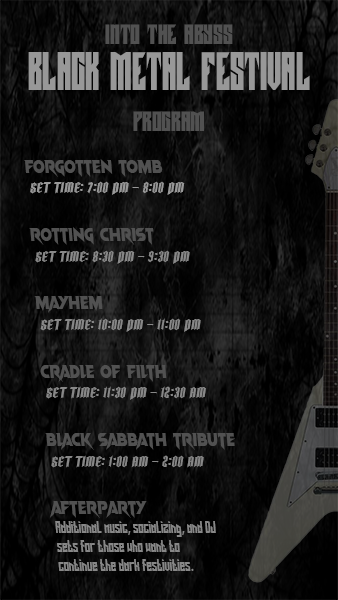 INTO THE ABYSS
BLACK METAL FESTIVAL
PROGRAM
FORGOTTEN TOMB
SET TIME: 7:00 PM – 8:00 PM
ROTTING CHRIST
SET TIME: 8:30 PM – 9:30 PM
MAYHEM
SET TIME: 10:00 PM – 11:00 PM
CRADLE OF FILTH
SET TIME: 11:30 PM – 12:30 AM
BLACK SABBATH TRIBUTE
SET TIME: 1:00 AM – 2:00 AM
AFTERPARTY
Additional music, socializing, and DJ
sets for those who want to
continue the dark festivities.